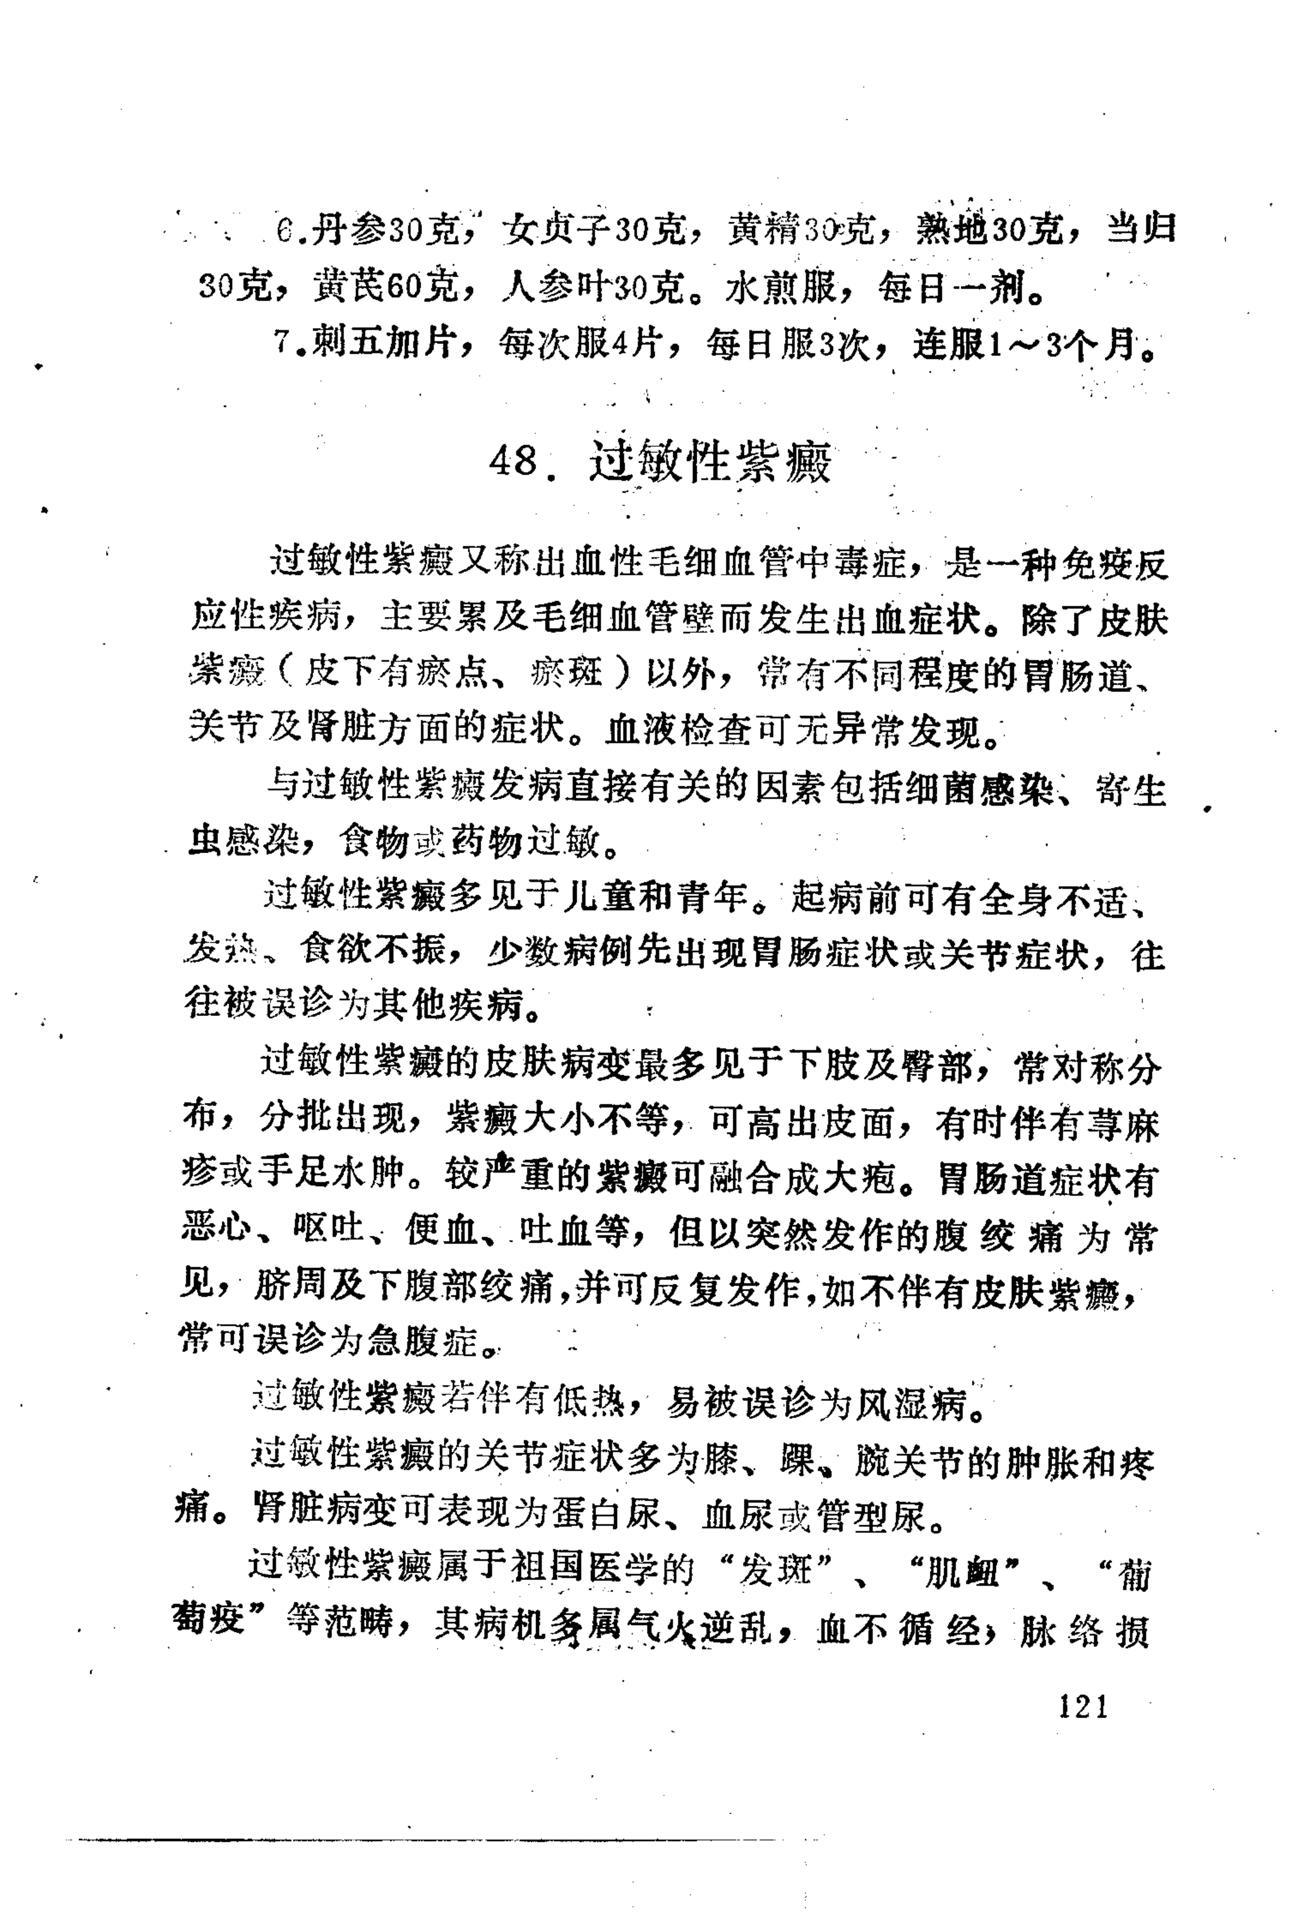 6.丹参30克，女贞子30克，黄精30克，熟地30克，当归
30克，黄芪60克，人参叶30克。水煎服，每日一剂。
7.刺五加片，每次服4片，每日服3次，连服1～3个月。
48．过敏性紫癜
过敏性紫癜又称出血性毛细血管中毒症，是一种免疫反
应性疾病，主要累及毛细血管壁而发生出血症状。除了皮肤
紫癜（皮下有瘀点、瘀斑）以外，常有不同程度的胃肠道、
关节及肾脏方面的症状。血液检查可无异常发现。
与过敏性紫癜发病直接有关的因素包括细菌感染、寄生
虫感染，食物或药物过敏。
过敏性紫癜多见于儿童和青年。起病前可有全身不适、
发热、食欲不振，少数病例先出现胃肠症状或关节症状，往
往被误诊为其他疾病。
过敏性紫癜的皮肤病变最多见于下肢及臀部，常对称分
布，分批出现，紫癜大小不等，可高出皮面，有时伴有荨麻
疹或手足水肿。较严重的紫癜可融合成大疱。胃肠道症状有
恶心、呕吐、便血、吐血等，但以突然发作的腹绞痛为常
见，脐周及下腹部绞痛，并可反复发作，如不伴有皮肤紫癜，
常可误诊为急腹症。
过敏性紫癜若伴有低热，易被误诊为风湿病。
过敏性紫癜的关节症状多为膝、踝、腕关节的肿胀和疼
痛。肾脏病变可表现为蛋白尿、血尿或管型尿。
过敏性紫癜属于祖国医学的“发斑”、“肌衄”、“葡
萄疫”等范畴，其病机多属气火逆乱，血不循经，脉络损
121